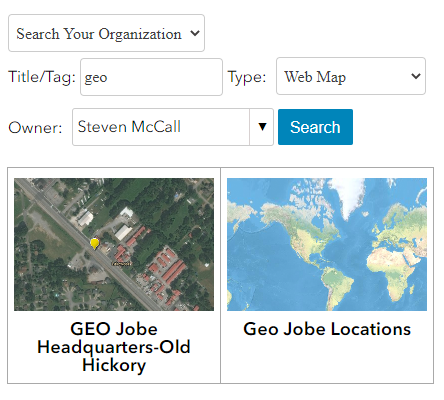 Search Your Organization
Title/Tag: geo Type: Web Map
Owner: Steven McCall ▼ Search
GEO Jobe
Headquarters-Old
Hickory
Geo Jobe Locations